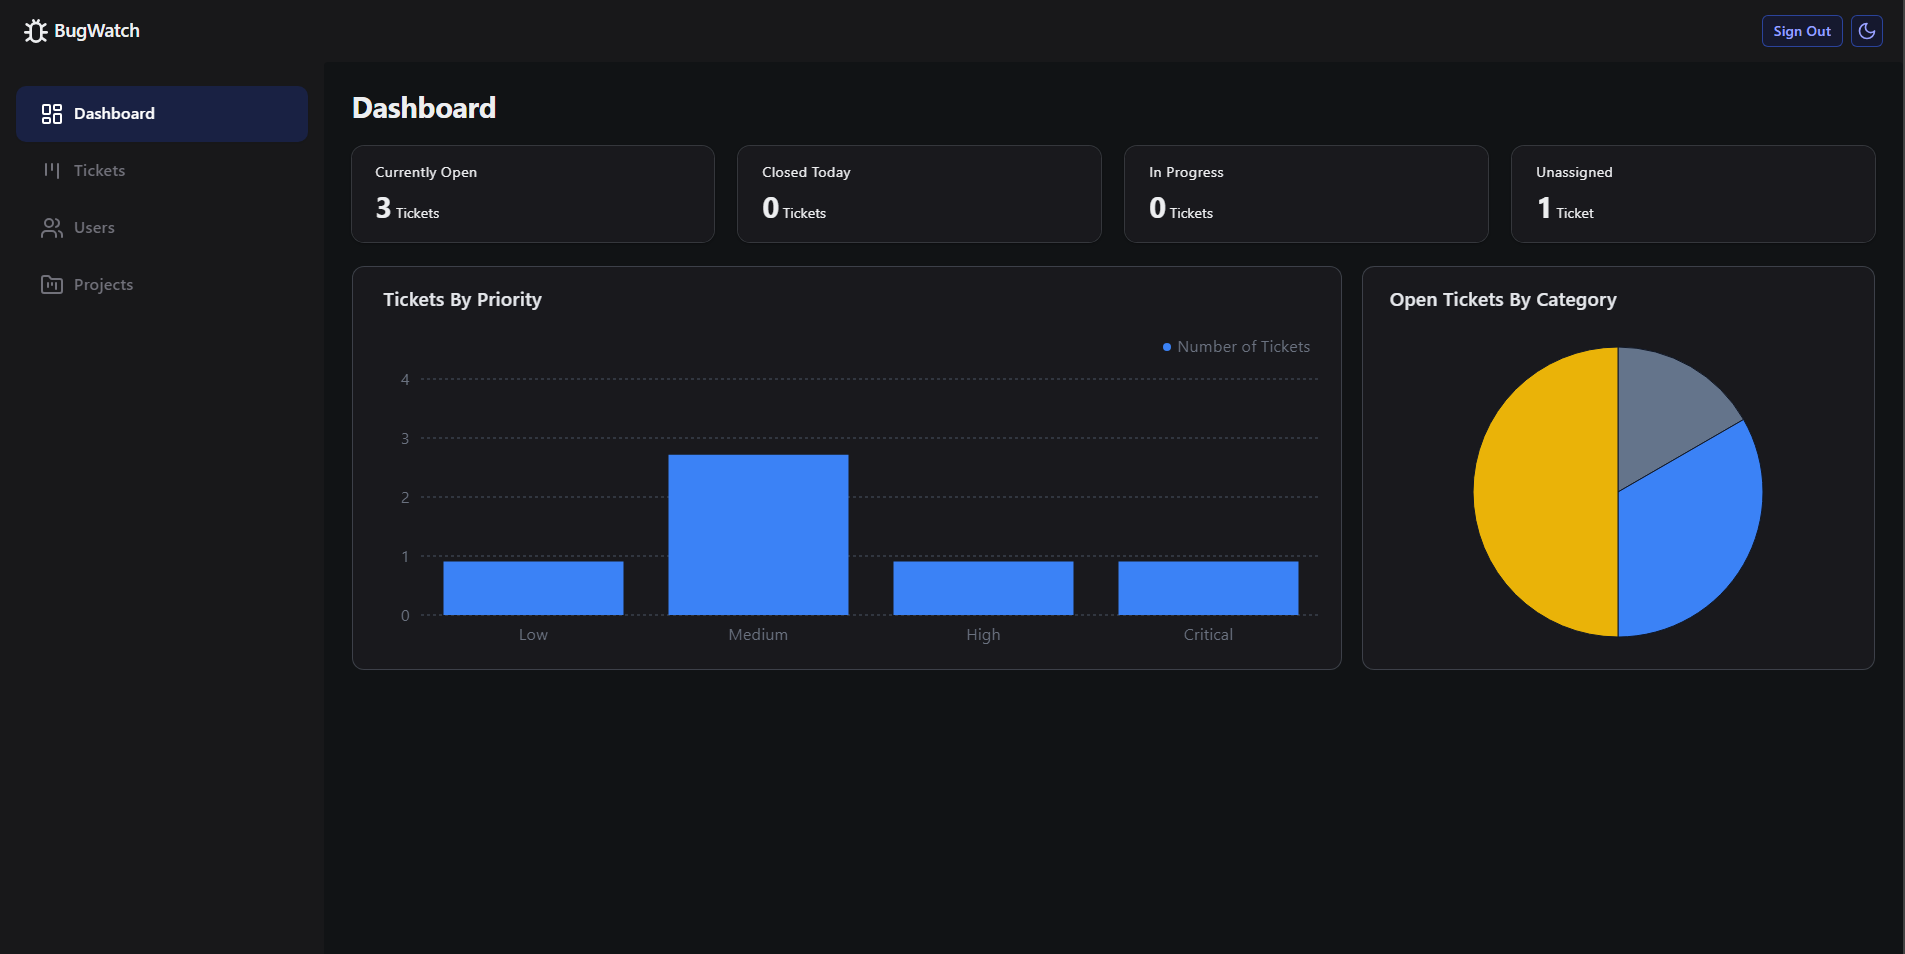 BugWatch
Sign Out
Dashboard
Tickets
Users
Projects
Dashboard
Currently Open
3 Tickets
Closed Today
0 Tickets
In Progress
0 Tickets
Unassigned
1 Ticket
Tickets By Priority
Number of Tickets
4
3
2
1
0
Low Medium High Critical
Open Tickets By Category